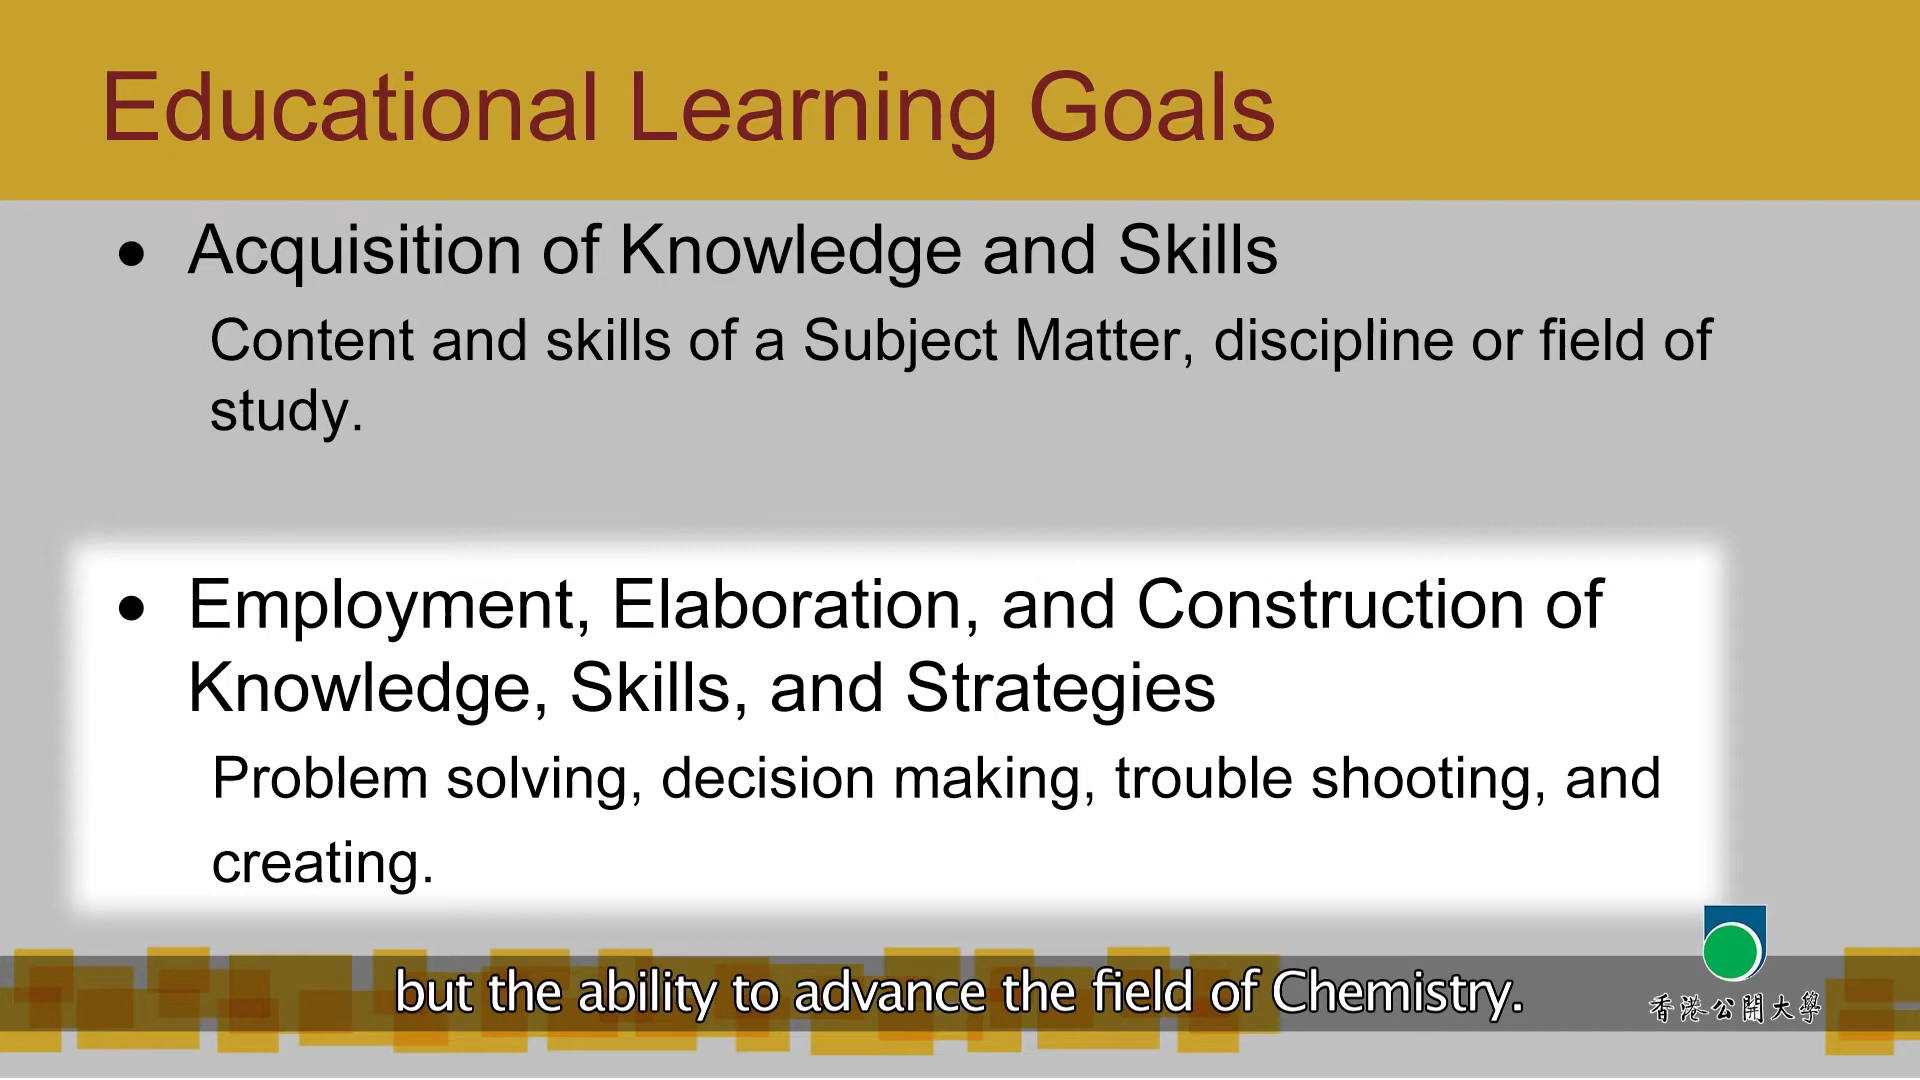 Educational Learning Goals
• Acquisition of Knowledge and Skills
Content and skills of a Subject Matter, discipline or field of
study.
• Employment, Elaboration, and Construction of
Knowledge, Skills, and Strategies
Problem solving, decision making, trouble shooting, and
creating.
but the ability to advance the field of Chemistry.
香港公開大學